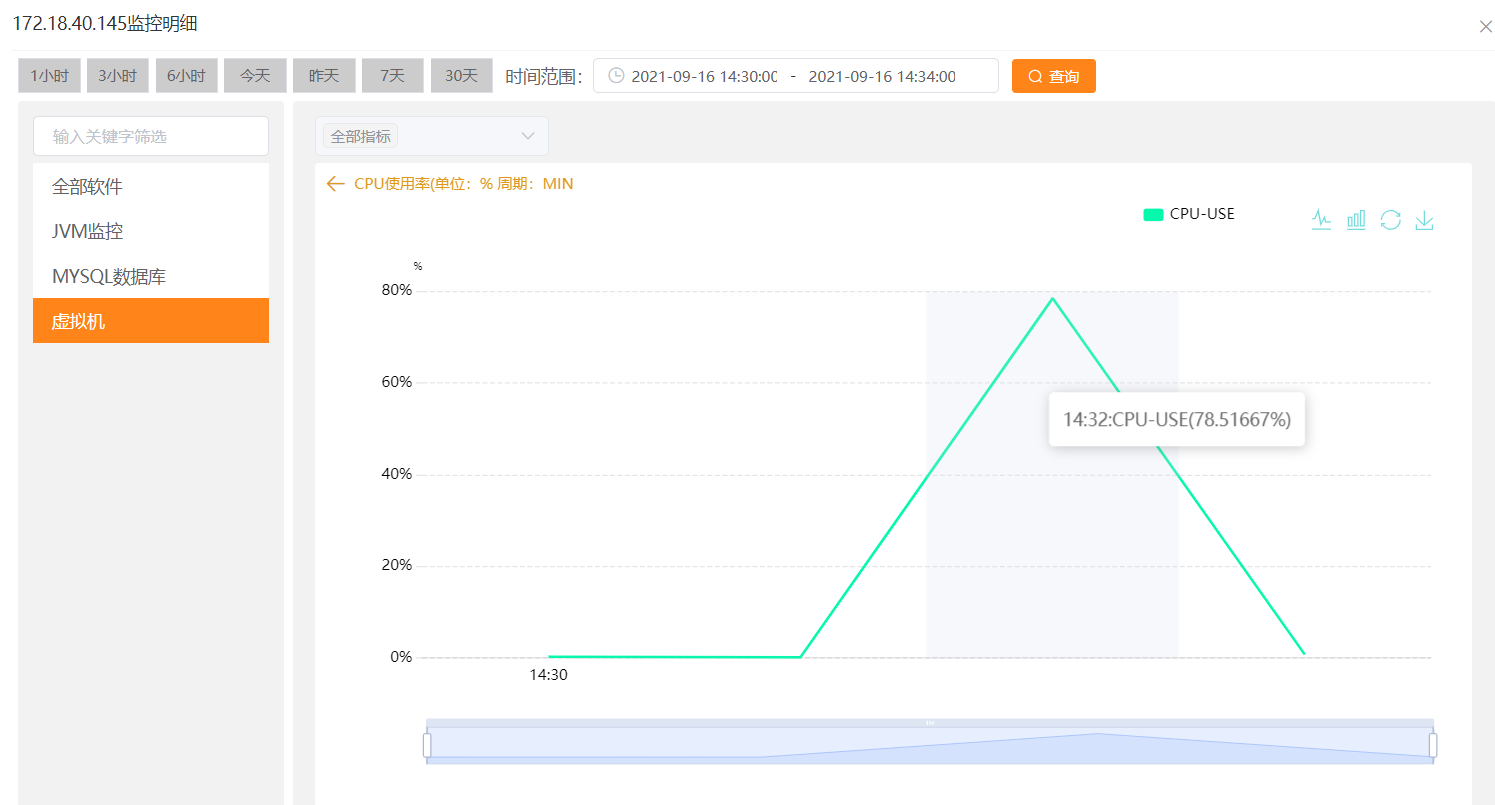 172.18.40.145监控明细
1小时 3小时 6小时 今天 昨天 7天 30天 时间范围： 2021-09-16 14:30:00 - 2021-09-16 14:34:00 查询
输入关键字筛选
全部软件
JVM监控
MYSQL数据库
虚拟机
全部指标
CPU使用率(单位：% 周期：MIN
CPU-USE
%
80%
60%
14:32:CPU-USE(78.51667%)
40%
20%
0%
14:30